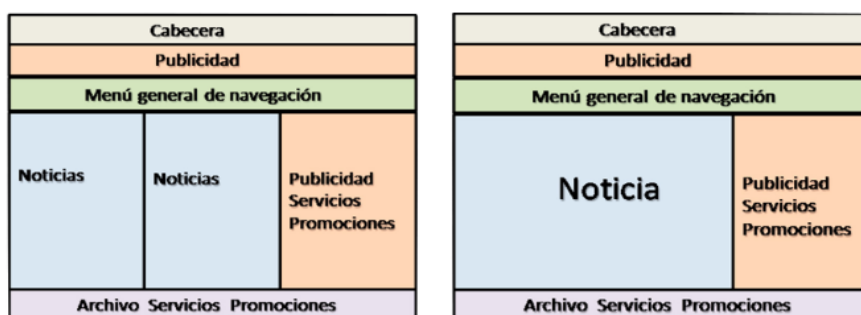 Cabecera
Publicidad
Menú general de navegación
Noticias
Noticias
Publicidad
Servicios
Promociones
Archivo Servicios Promociones
Cabecera
Publicidad
Menú general de navegación
Noticia
Publicidad
Servicios
Promociones
Archivo Servicios Promociones